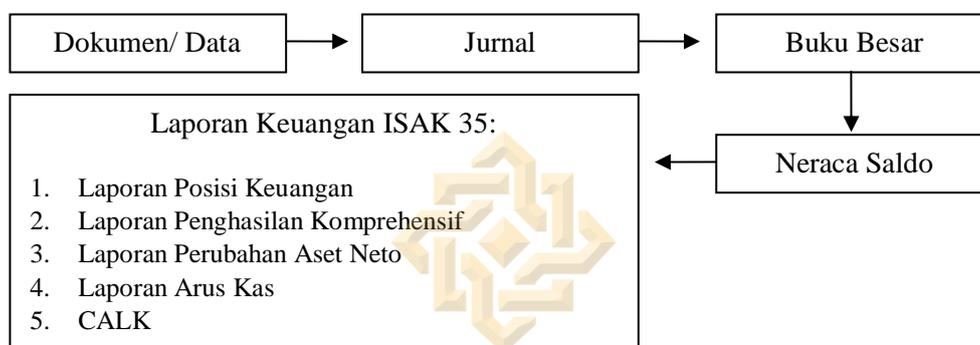 Dokumen/ Data
Jurnal
Buku Besar
Neraca Saldo
Laporan Keuangan ISAK 35:
1. Laporan Posisi Keuangan
2. Laporan Penghasilan Komprehensif
3. Laporan Perubahan Aset Neto
4. Laporan Arus Kas
5. CALK